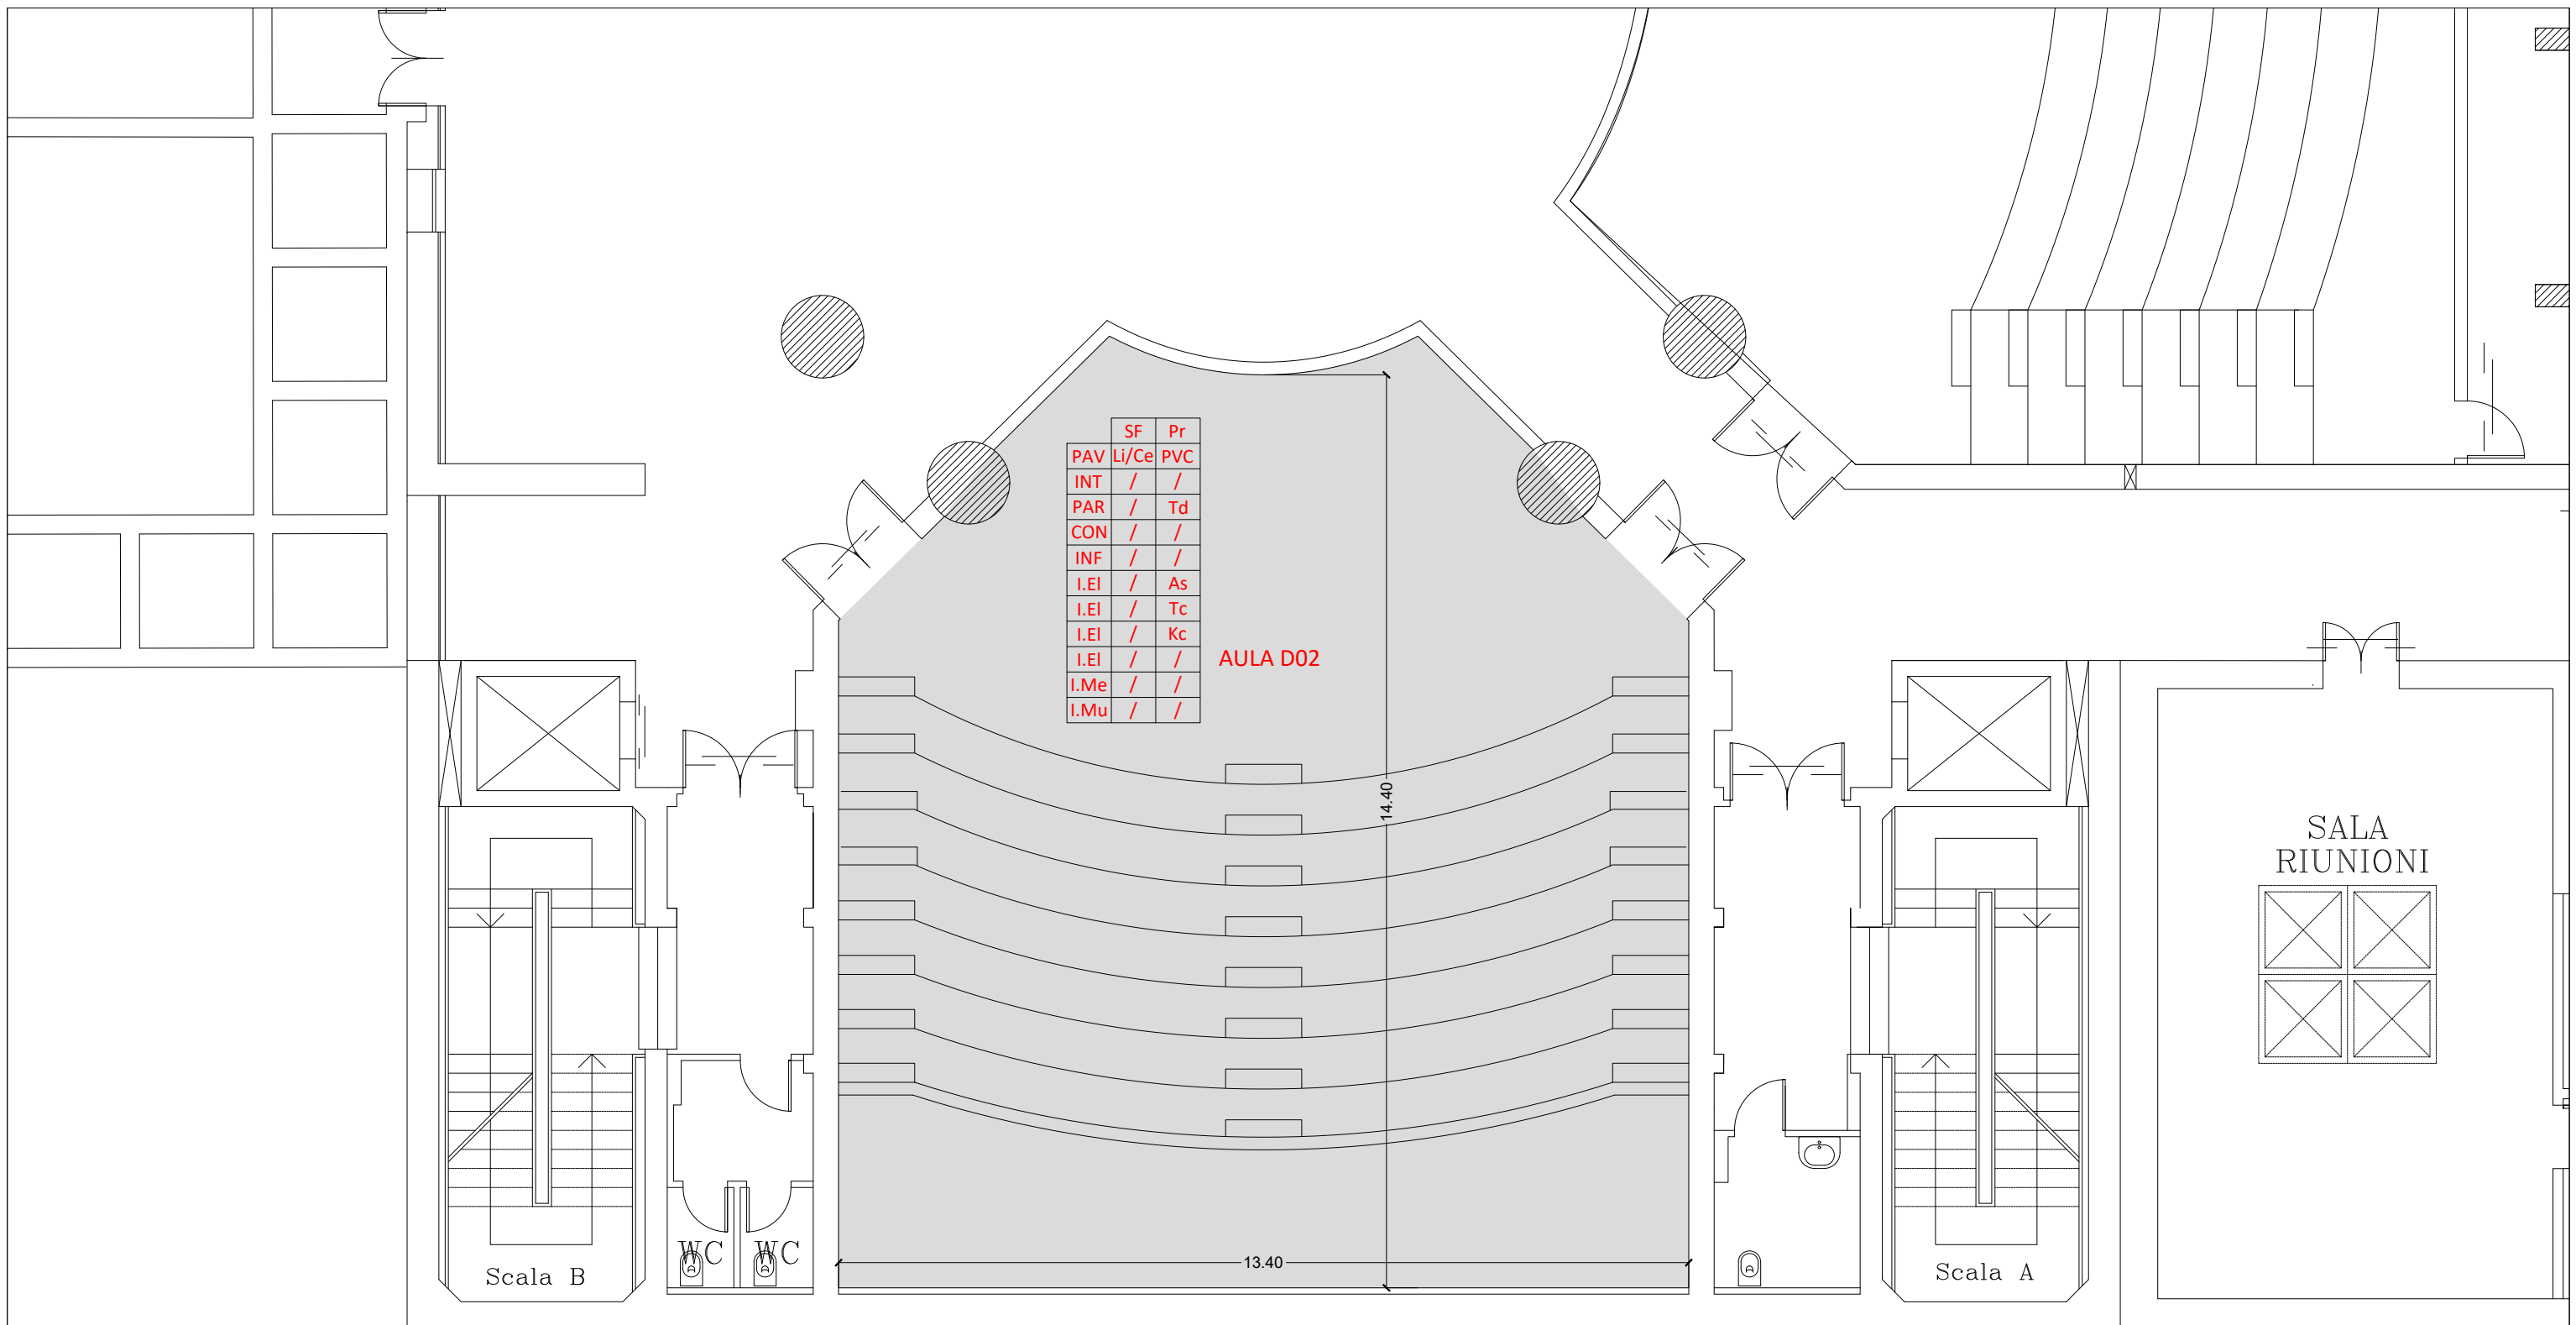 SF Pr
PAV Li/Ce PVC
INT / /
PAR / Td
CON / /
INF / /
I.El / As
I.El / Tc
I.El / Kc
I.El / /
I.Me / /
I.Mu / /
AULA D02
14.40
13.40
SALA
RIUNIONI
WC WC
Scala B
Scala A